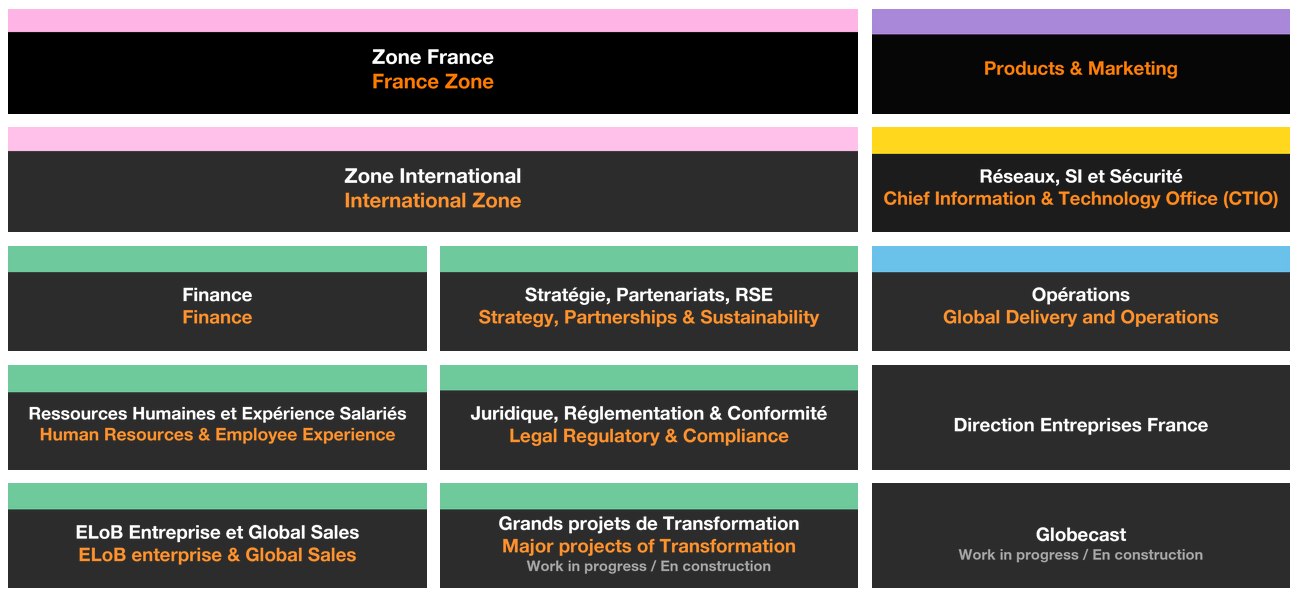 Zone France
France Zone
Products & Marketing
Zone International
International Zone
Réseaux, SI et Sécurité
Chief Information & Technology Office (CTIO)
Finance
Finance
Stratégie, Partenariats, RSE
Strategy, Partnerships & Sustainability
Opérations
Global Delivery and Operations
Ressources Humaines et Expérience Salariés
Human Resources & Employee Experience
Juridique, Réglementation & Conformité
Legal Regulatory & Compliance
Direction Entreprises France
ELoB Entreprise et Global Sales
ELoB enterprise & Global Sales
Grands projets de Transformation
Major projects of Transformation
Work in progress / En construction
Globecast
Work in progress / En construction